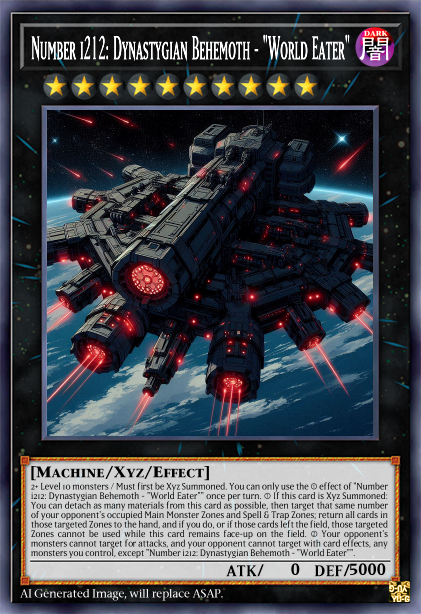 Number i212: Dynastygian Behemoth - "World Eater"
DARK
闇
[Machine/Xyz/Effect]
2+ Level 10 monsters / Must first be Xyz Summoned. You can only use the ① effect of "Number
i212: Dynastygian Behemoth - "World Eater"" once per turn. ① If this card is Xyz Summoned:
You can detach as many materials from this card as possible, then target that same number
of your opponent's occupied Main Monster Zones and Spell & Trap Zones; return all cards in
those targeted Zones to the hand, and if you do, or if those cards left the field, those targeted
Zones cannot be used while this card remains face-up on the field. ① Your opponent's
monsters cannot target for attacks, and your opponent cannot target with card effects, any
monsters you control, except "Number i212: Dynastygian Behemoth - "World Eater"".
ATK/ 0 DEF/5000
AI Generated Image, will replace ASAP.